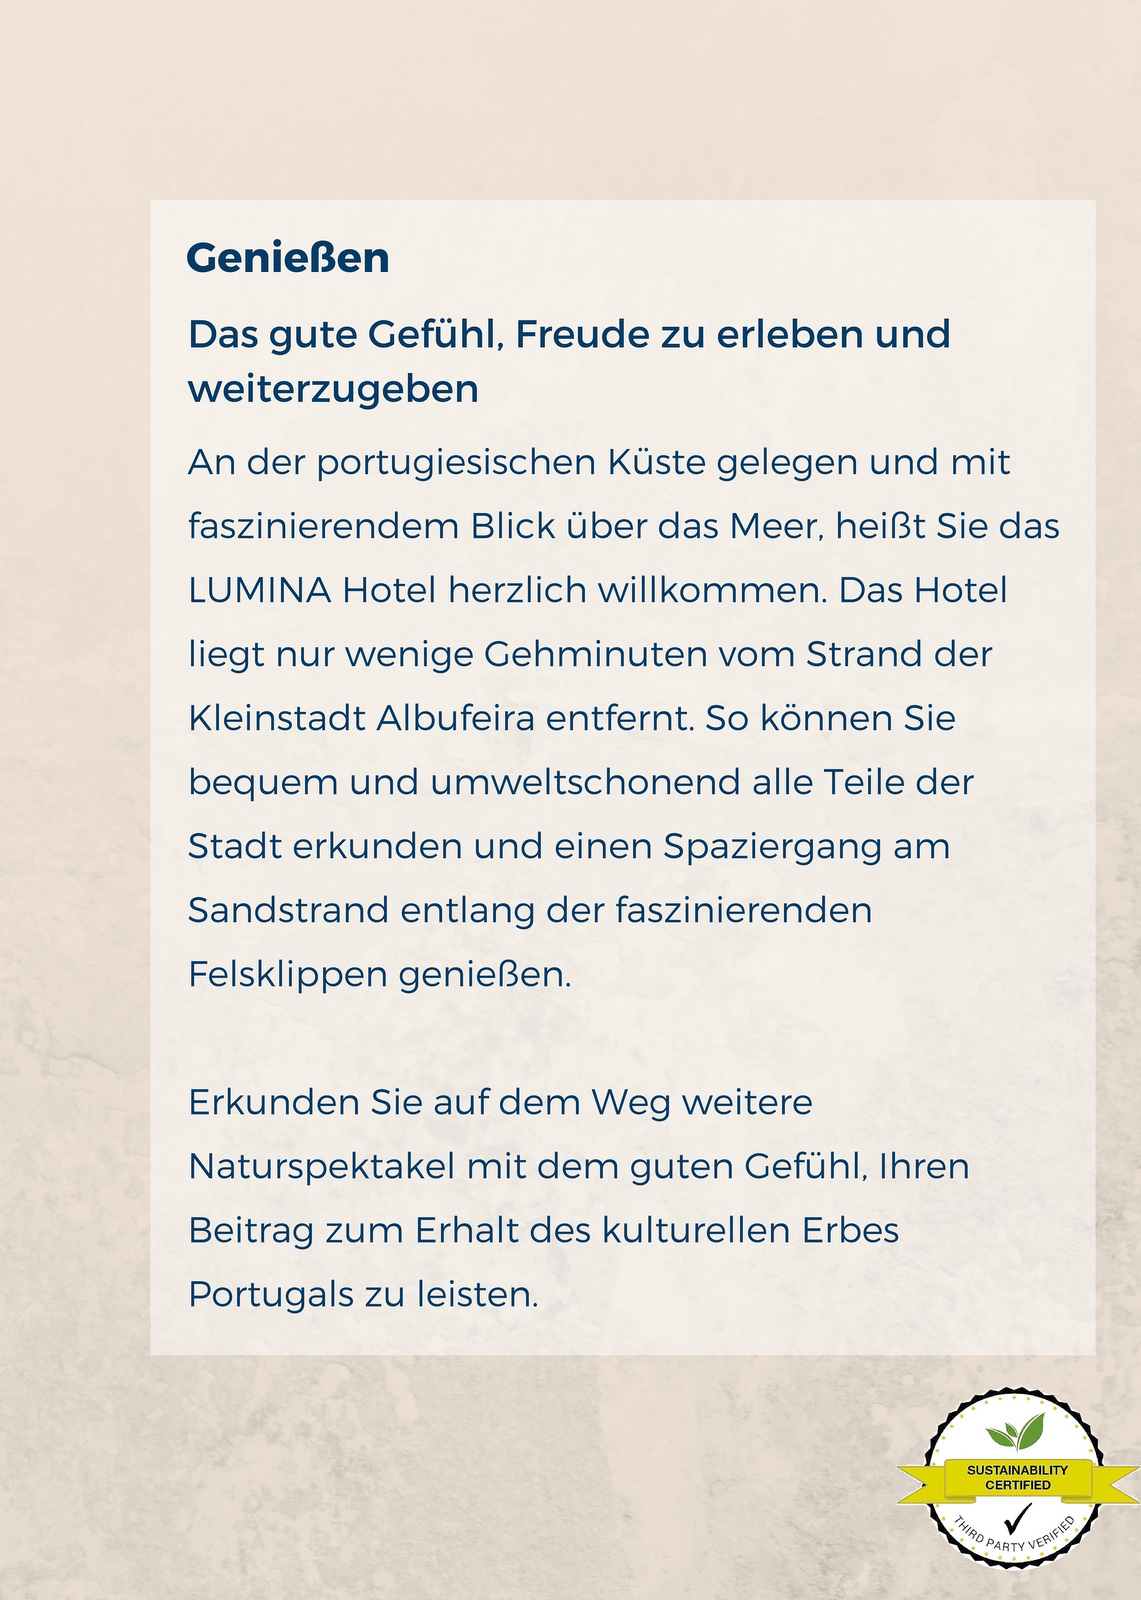 Genießen
Das gute Gefühl, Freude zu erleben und
weiterzugeben
An der portugiesischen Küste gelegen und mit
faszinierendem Blick über das Meer, heißt Sie das
LUMINA Hotel herzlich willkommen. Das Hotel
liegt nur wenige Gehminuten vom Strand der
Kleinstadt Albufeira entfernt. So können Sie
bequem und umweltschonend alle Teile der
Stadt erkunden und einen Spaziergang am
Sandstrand entlang der faszinierenden
Felsklippen genießen.
Erkunden Sie auf dem Weg weitere
Naturspektakel mit dem guten Gefühl, Ihren
Beitrag zum Erhalt des kulturellen Erbes
Portugals zu leisten.
SUSTAINABILITY
CERTIFIED
THIRD PARTY VERIFIED